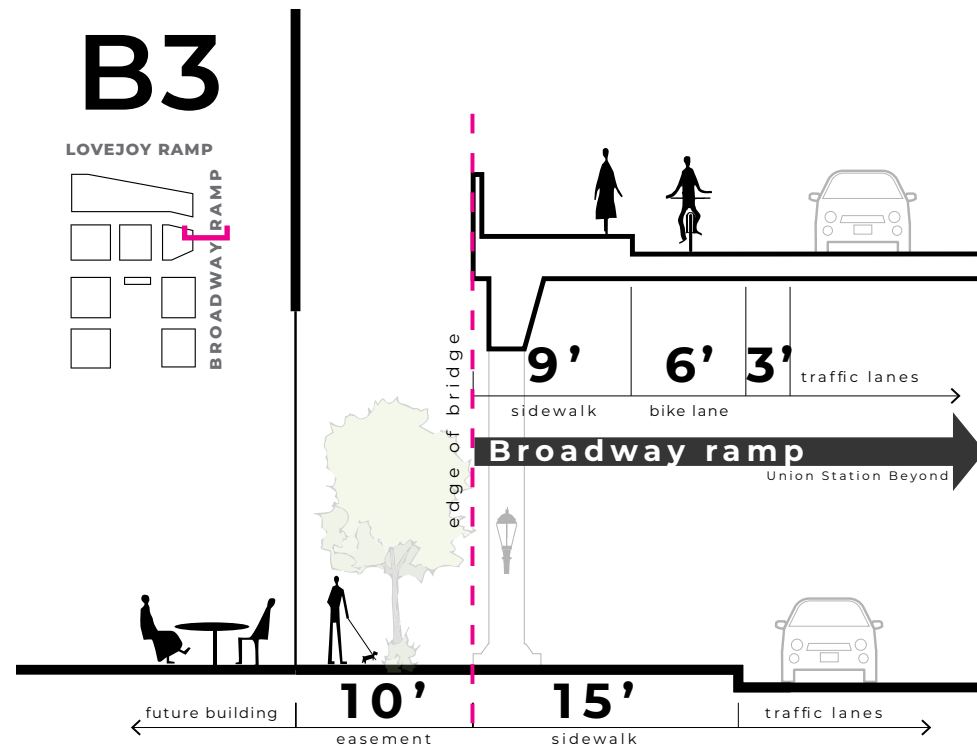 B3
LOVEJOY RAMP
BROADWAY RAMP
edge of bridge
9’ 6’ 3’ traffic lanes
sidewalk bike lane
Broadway ramp
Union Station Beyond
10’ 15’
future building traffic lanes
easement sidewalk